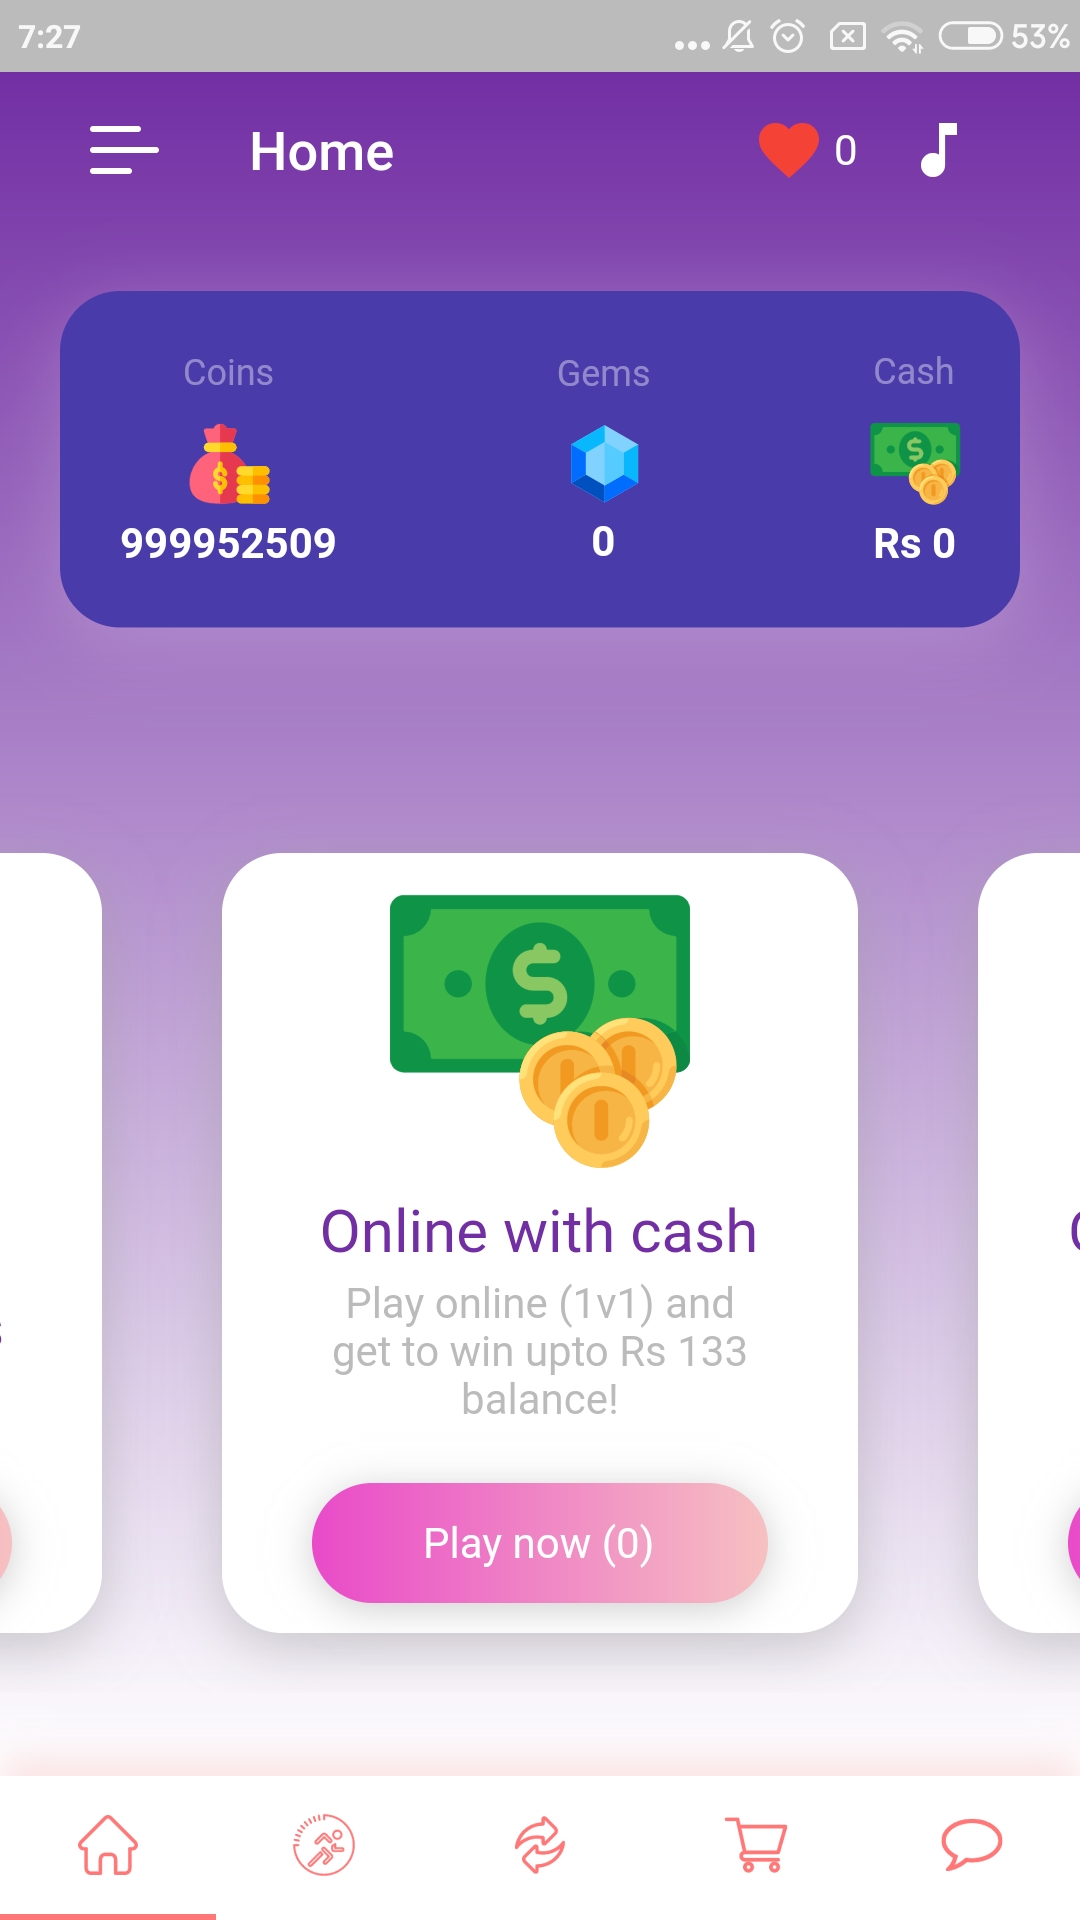 7:27
53%
Home
0
Coins
Gems
Cash
999952509
0
Rs 0
Online with cash
Play online (1v1) and
get to win upto Rs 133
balance!
Play now (0)